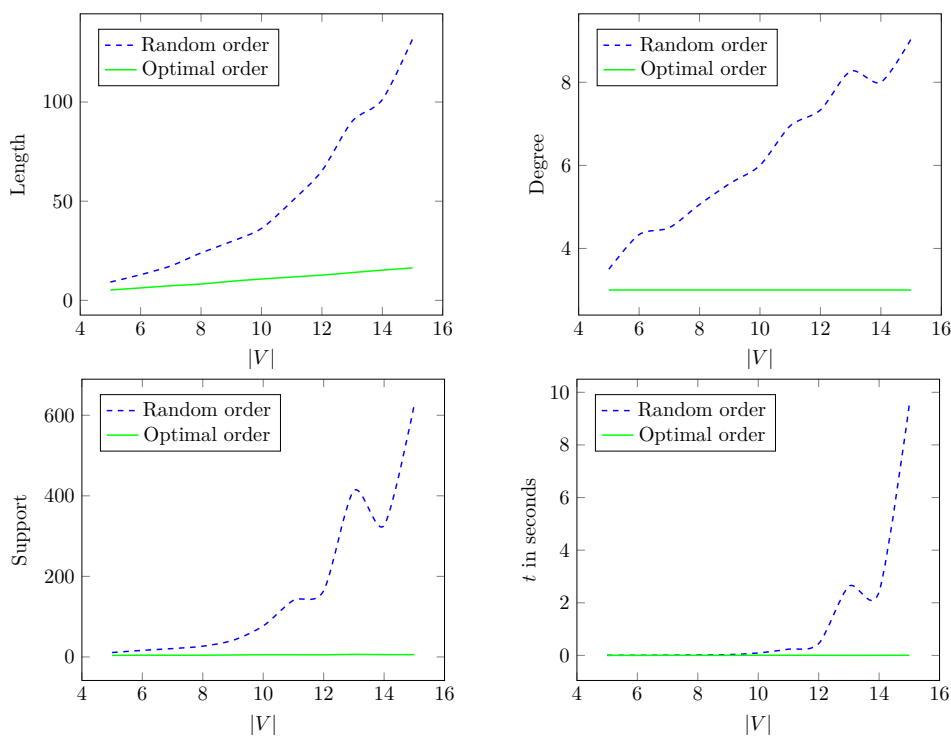 Random order
Optimal order
100
50
0
Length
4
6
8
10
12
14
16
|V|
Random order
Optimal order
8
6
4
Degree
4
6
8
10
12
14
16
|V|
Random order
Optimal order
600
400
200
0
Support
4
6
8
10
12
14
16
|V|
Random order
Optimal order
10
8
6
4
2
0
t in seconds
4
6
8
10
12
14
16
|V|